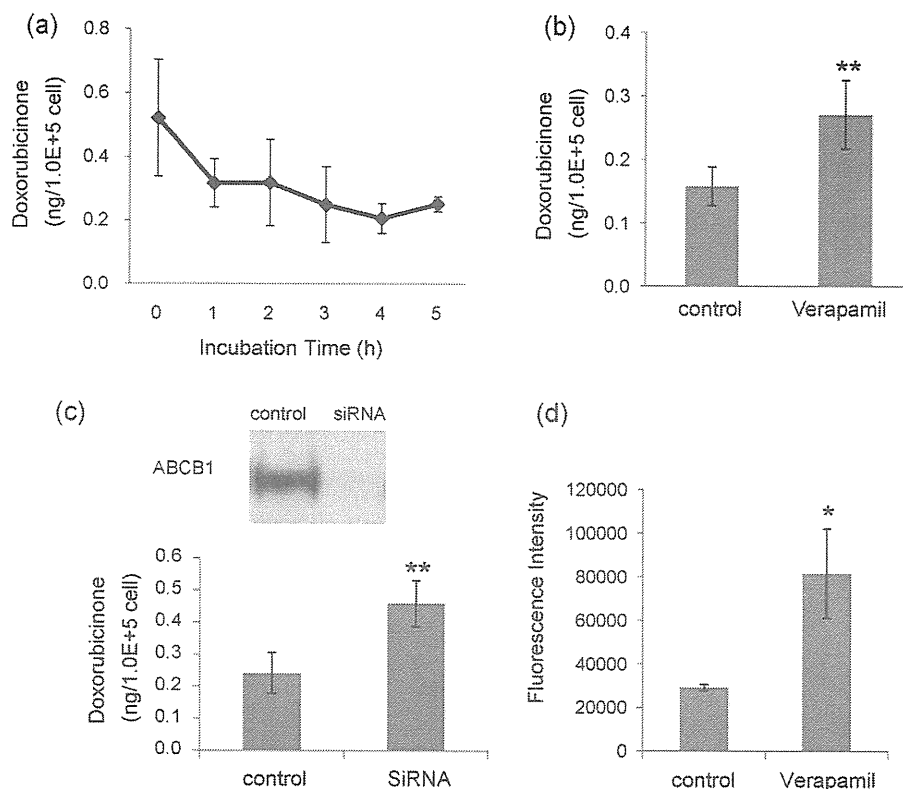 (a)
Doxorubicinone
(ng/1.0E+5 cell)
0.8
0.6
0.4
0.2
0.0
0 1 2 3 4 5
Incubation Time (h)
(b)
Doxorubicinone
(ng/1.0E+5 cell)
0.4
0.3
0.2
0.1
0.0
**
control Verapamil
(c)
control siRNA
ABCB1
Doxorubicinone
(ng/1.0E+5 cell)
0.6
0.5
0.4
0.3
0.2
0.1
0.0
**
control SiRNA
(d)
Fluorescence Intensity
120000
100000
80000
60000
40000
20000
0
*
control Verapamil